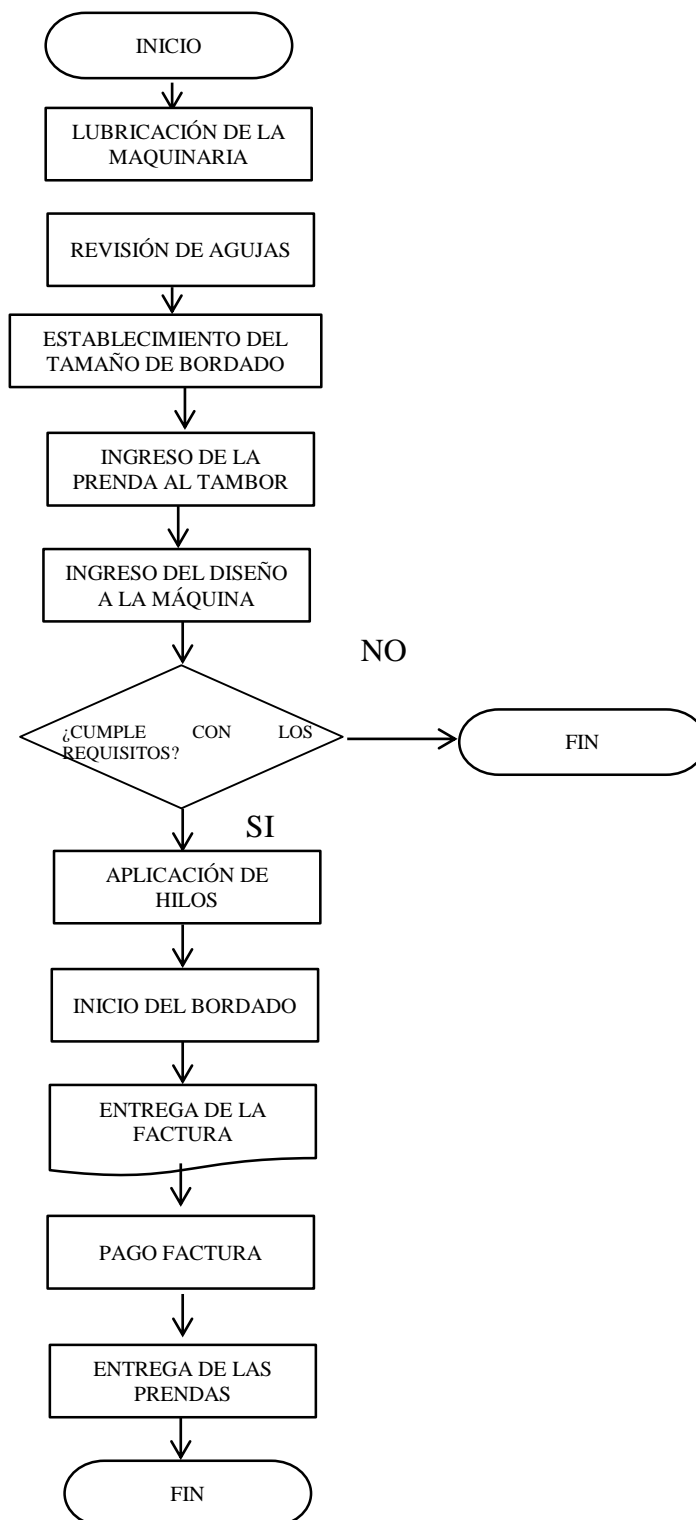 INICIO
LUBRICACIÓN DE LA
MAQUINARIA
REVISIÓN DE AGUJAS
ESTABLECIMIENTO DEL
TAMAÑO DE BORDADO
INGRESO DE LA
PRENDA AL TAMBOR
INGRESO DEL DISEÑO
A LA MÁQUINA
NO
¿CUMPLE CON LOS
REQUISITOS?
FIN
SI
APLICACIÓN DE
HILOS
INICIO DEL BORDADO
ENTREGA DE LA
FACTURA
PAGO FACTURA
ENTREGA DE LAS
PRENDAS
FIN